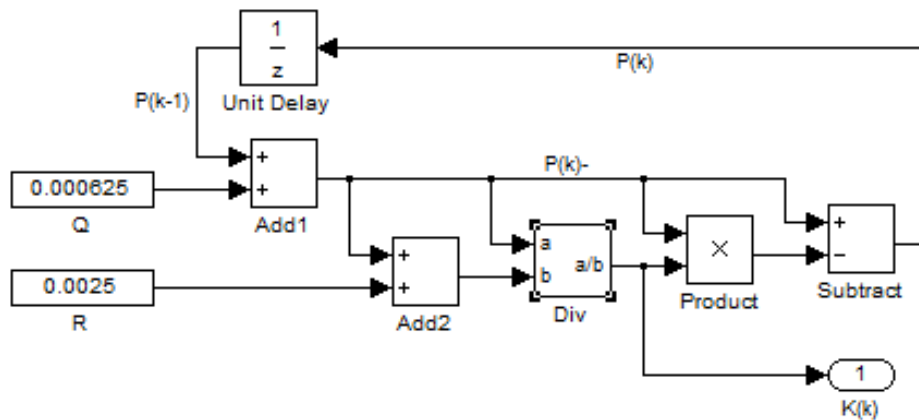 1
z
Unit Delay
P(k)
P(k-1)
+
+
Add1
P(k)-
0.000625
Q
+
+
Add2
a
b
a/b
Div
×
Product
+
−
Subtract
0.0025
R
1
K(k)